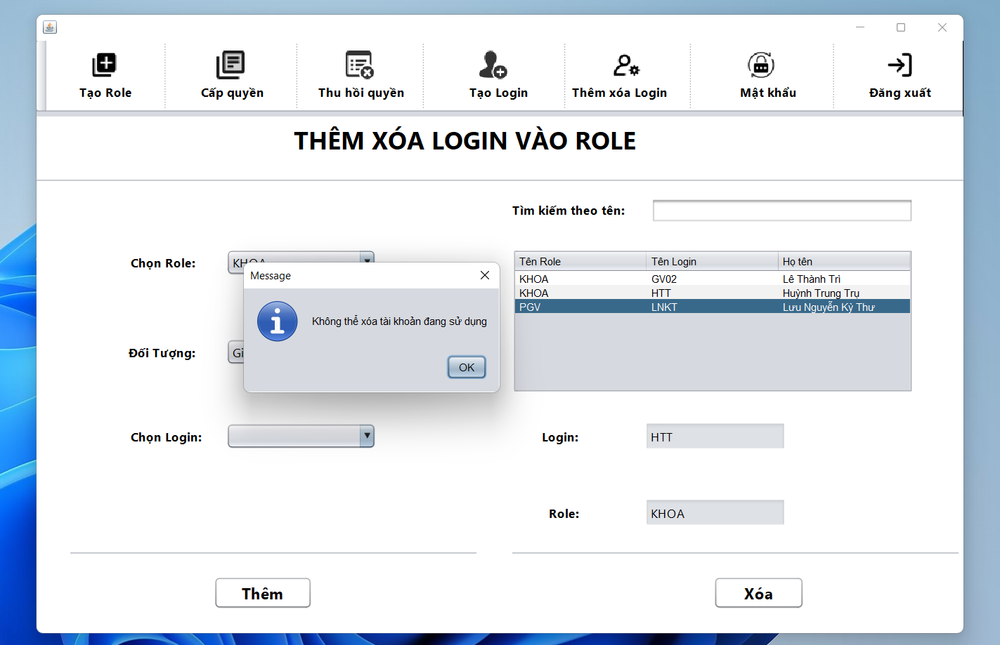 Tạo Role
Cấp quyền
Thu hồi quyền
Tạo Login
Thêm xóa Login
Mật khẩu
Đăng xuất
THÊM XÓA LOGIN VÀO ROLE
Tìm kiếm theo tên:
Chọn Role:
KHOA
Đối Tượng:
Gi
Chọn Login:
Message
Không thể xóa tài khoản đang sử dụng
OK
Tên Role Tên Login Họ tên
KHOA GV02 Lê Thành Trì
KHOA HTT Huỳnh Trung Trụ
PGV LNKT Lưu Nguyễn Kỳ Thư
Login:
HTT
Role:
KHOA
Thêm
Xóa